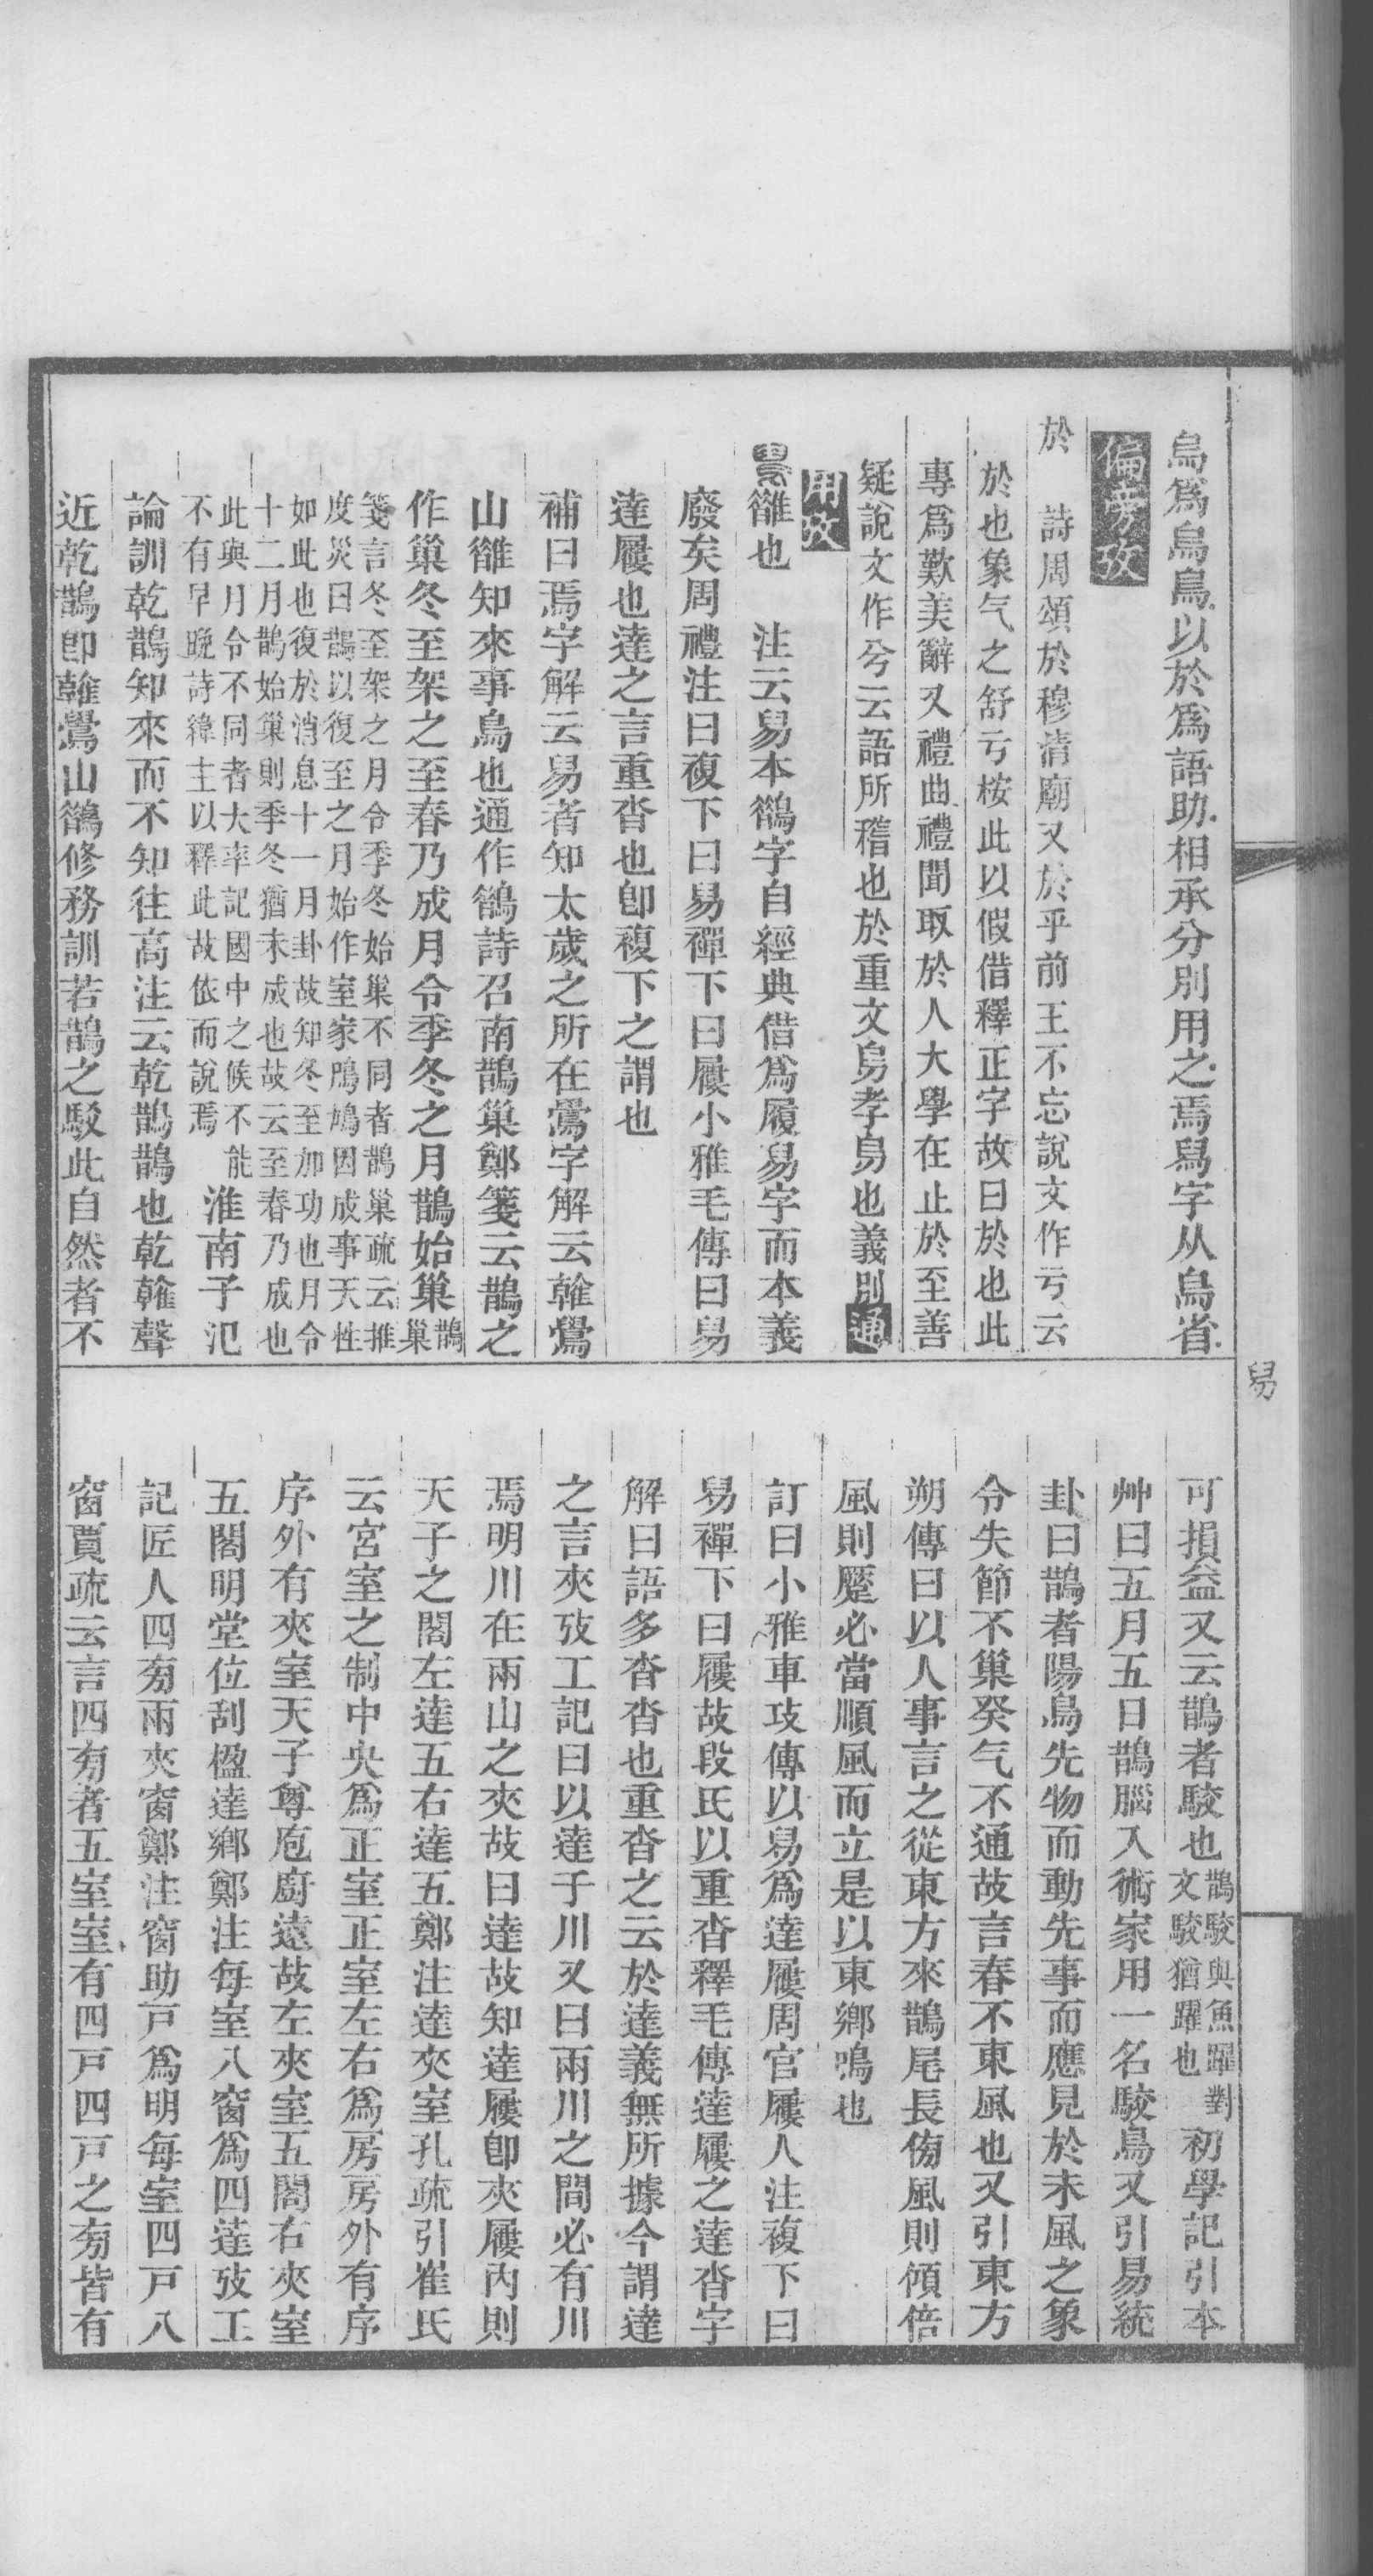 烏爲烏烏以於爲語助相承分別用之焉舄字从烏省
偏旁攷
於　詩周頌於穆清廟又於乎前王不忘說文作亏云
於也象气之舒亏桉此以假借釋正字故曰於也此
專爲歎美辭又禮曲禮聞取於人大學在止於至善
疑說文作兮云語所稽也於重文舄孝舄也義別通
用攷
舄雒也　注云舄本鵲字自經典借爲履舄字而本義
廢矣周禮注曰複下曰舄禪下曰屨小雅毛傳曰舄
達屨也達之言重沓也卽複下之謂也
補曰焉字解云舄者知太歲之所在鷽字解云雗鷽
山雒知來事鳥也通作鵲詩召南鵲巢鄭箋云鵲之
作巢冬至架之至春乃成月令季冬之月鵲始巢鵲巢
箋言冬至架之月令季冬始巢不同者鵲巢疏云推
度災曰鵲以復至之月始作室家鳲鳩因成事天性
如此也復於消息十一月卦故知冬至加功也月令
十二月鵲始巢則季冬猶未成也故云至春乃成也
此與月令不同者大率記國中之候不能
不有早晚詩緯主以釋此故依而說焉
淮南子氾
論訓乾鵲知來而不知往高注云乾鵲鵲也乾雗聲
近乾鵲卽雗鷽山鵲修務訓若鵲之駮此自然者不
舄
可損益又云鵲者駮也鵲駮與魚躍對
文駮猶躍也
初學記引本
艸曰五月五日鵲腦入術家用一名駮鳥又引易統
卦曰鵲者陽鳥先物而動先事而應見於未風之象
令失節不巢癸气不通故言春不東風也又引東方
朔傳曰以人事言之從東方來鵲尾長㑂風則傾倍
風則蹷必當順風而立是以東鄉鳴也
訂曰小雅車攻傳以舄爲達屨周官屨人注複下曰
舄禪下曰屨故段氏以重沓釋毛傳達屨之達沓字
解曰語多沓沓也重沓之云於達義無所據今謂達
之言夾攷工記曰以達于川又曰兩川之間必有川
焉明川在兩山之夾故曰達故知達屨卽夾屨內則
天子之閣左達五右達五鄭注達夾室孔疏引崔氏
云宮室之制中央爲正室正室左右爲房房外有序
序外有夾室天子尊庖廚遠故左夾室五閣右夾室
五閣明堂位刮楹達鄉鄭注每室八窗爲四達攷工
記匠人四㫄兩夾窗鄭注窗助戸爲明每室四戸八
窗賈疏云言四㫄者五室室有四戸四戸之㫄皆有